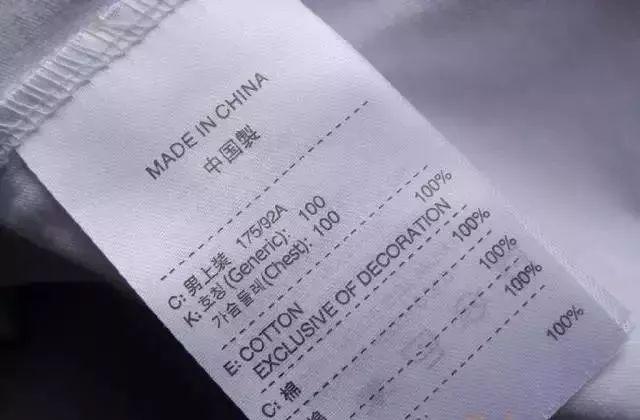 MADE IN CHINA
中国製
C: 男上装 175/92A
K: 호칭 (Generic): 100
가슴둘레(Chest): 100
E: COTTON 100%
EXCLUSIVE OF DECORATION
C: 棉 100%
棉 100%
100%
100%